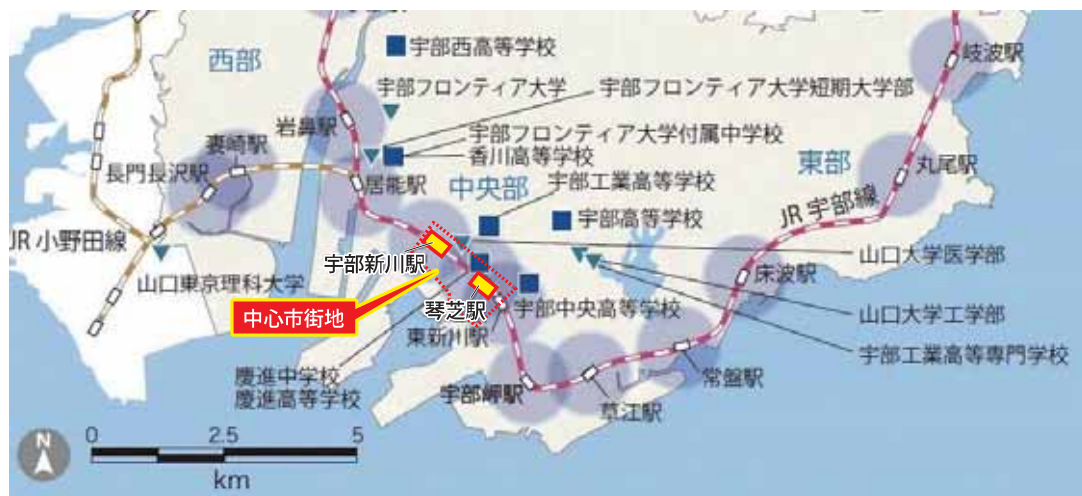 西部
宇部西高等学校
岐波駅
宇部フロンティア大学
宇部フロンティア大学短期大学部
岩鼻駅
宇部フロンティア大学付属中学校
香川高等学校
妻崎駅
長門長沢駅
居能駅
中央部
宇部工業高等学校
東部
丸尾駅
宇部高等学校
JR 宇部線
JR 小野田線
山口東京理科大学
宇部新川駅
山口大学医学部
床波駅
中心市街地
琴芝駅
宇部中央高等学校
東新川駅
山口大学工学部
宇部工業高等専門学校
慶進中学校
慶進高等学校
宇部岬駅
草江駅
常盤駅
N
0 2.5 5
km